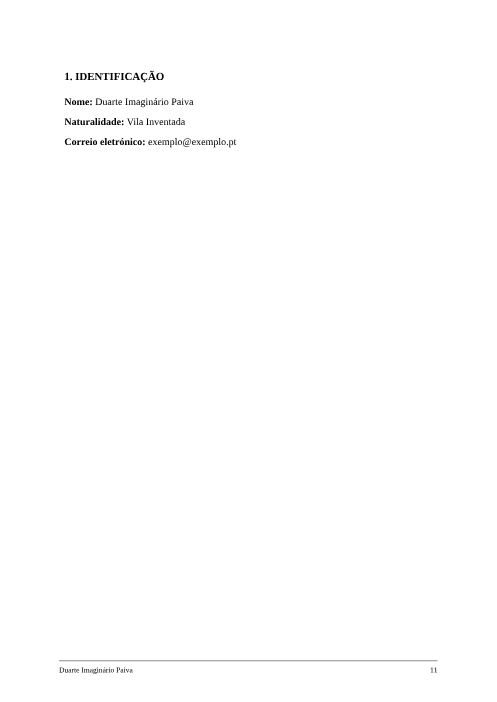 1. IDENTIFICAÇÃO
Nome: Duarte Imaginário Paiva
Naturalidade: Vila Inventada
Correio eletrónico: exemplo@exemplo.pt
Duarte Imaginário Paiva 11